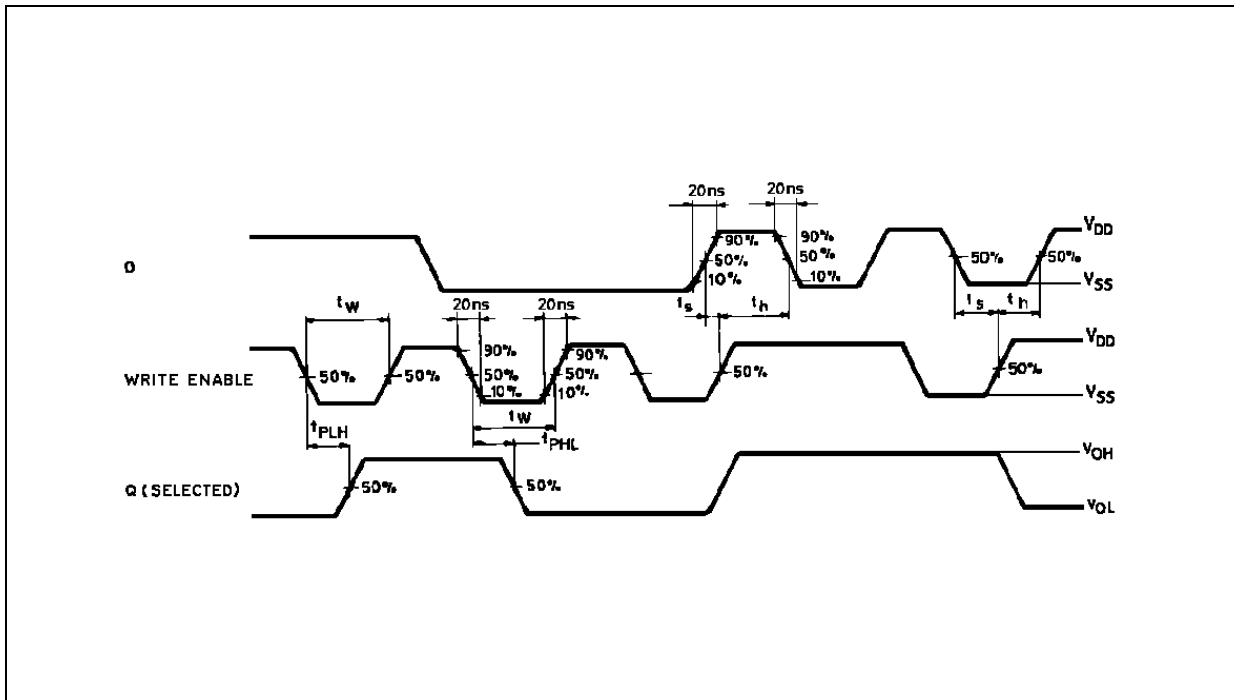 20ns 20ns
90% 90% V_DD
D 50% 50% 50% 50%
10% 10% V_SS
t_W 20ns 20ns t_s t_h t_s t_h
90% 90% V_DD
WRITE ENABLE 50% 50% 50% 50% 50% 50%
10% 10% V_SS
t_W
t_PLH t_PHL
V_OH
Q (SELECTED) 50% 50%
V_OL